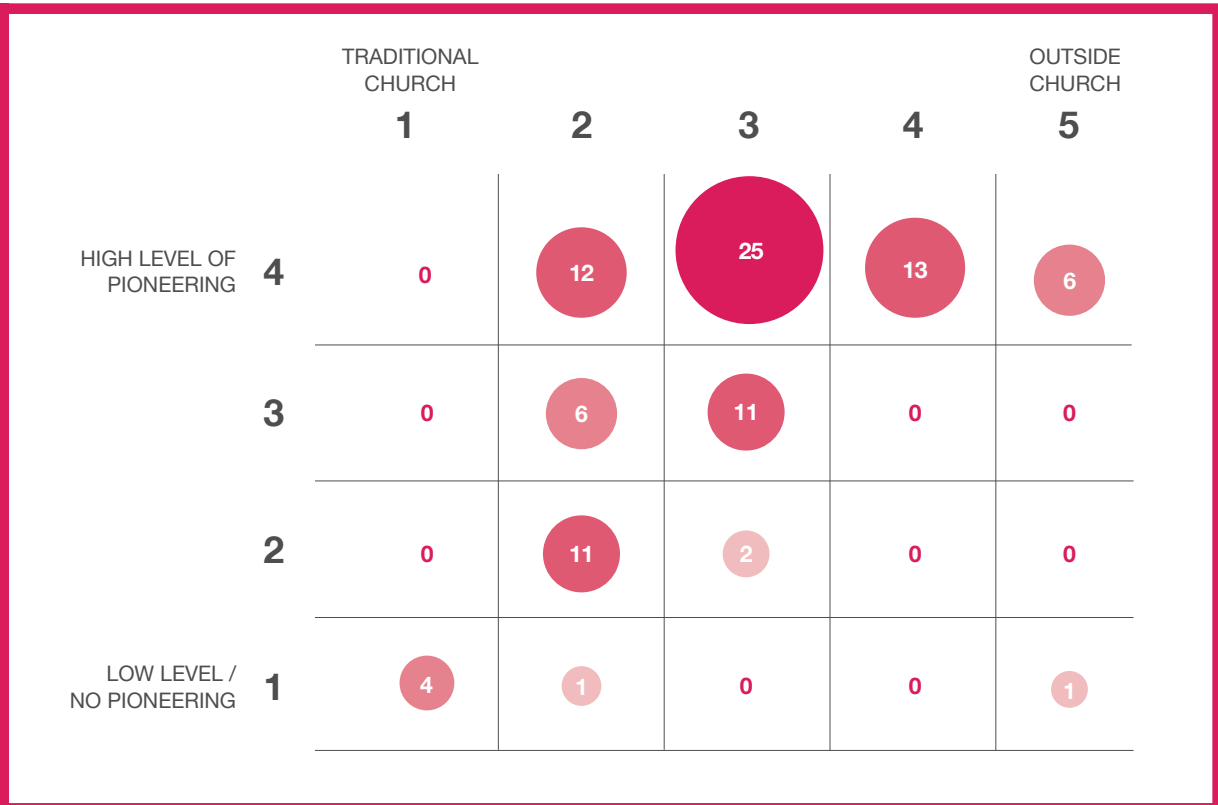 TRADITIONAL
CHURCH
OUTSIDE
CHURCH
1 2 3 4 5
HIGH LEVEL OF
PIONEERING
4 0 12 25 13 6
3 0 6 11 0 0
2 0 11 2 0 0
LOW LEVEL /
NO PIONEERING
1 4 1 0 0 1